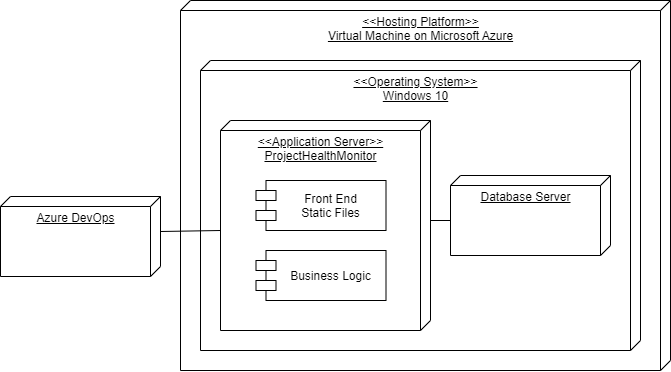 <<Hosting Platform>>
Virtual Machine on Microsoft Azure
<<Operating System>>
Windows 10
<<Application Server>>
ProjectHealthMonitor
Front End
Static Files
Business Logic
Azure DevOps
Database Server